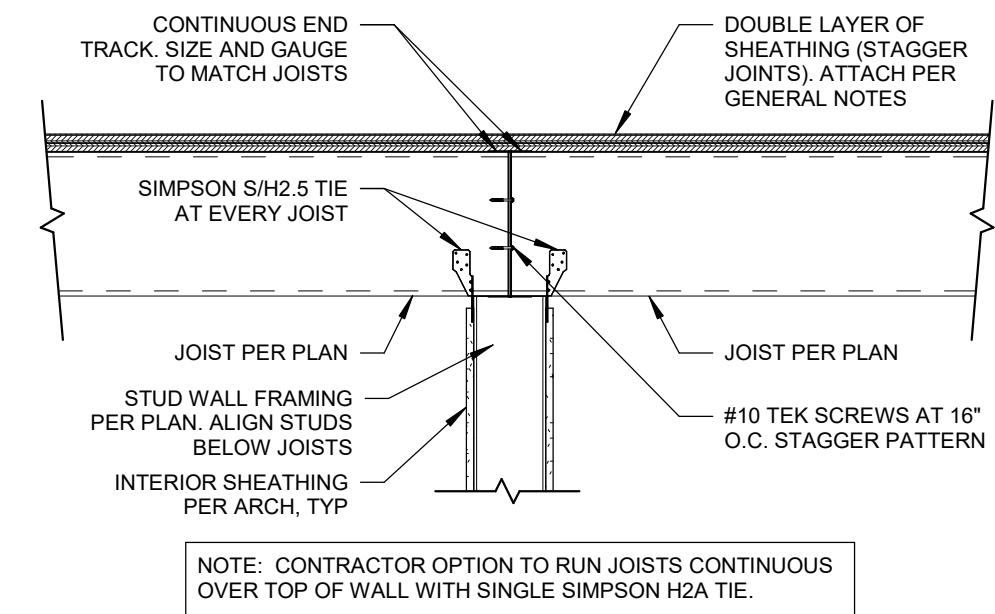 CONTINUOUS END
TRACK. SIZE AND GAUGE
TO MATCH JOISTS
DOUBLE LAYER OF
SHEATHING (STAGGER
JOINTS). ATTACH PER
GENERAL NOTES
SIMPSON S/H2.5 TIE
AT EVERY JOIST
JOIST PER PLAN
JOIST PER PLAN
STUD WALL FRAMING
PER PLAN. ALIGN STUDS
BELOW JOISTS
#10 TEK SCREWS AT 16"
O.C. STAGGER PATTERN
INTERIOR SHEATHING
PER ARCH, TYP
NOTE: CONTRACTOR OPTION TO RUN JOISTS CONTINUOUS
OVER TOP OF WALL WITH SINGLE SIMPSON H2A TIE.